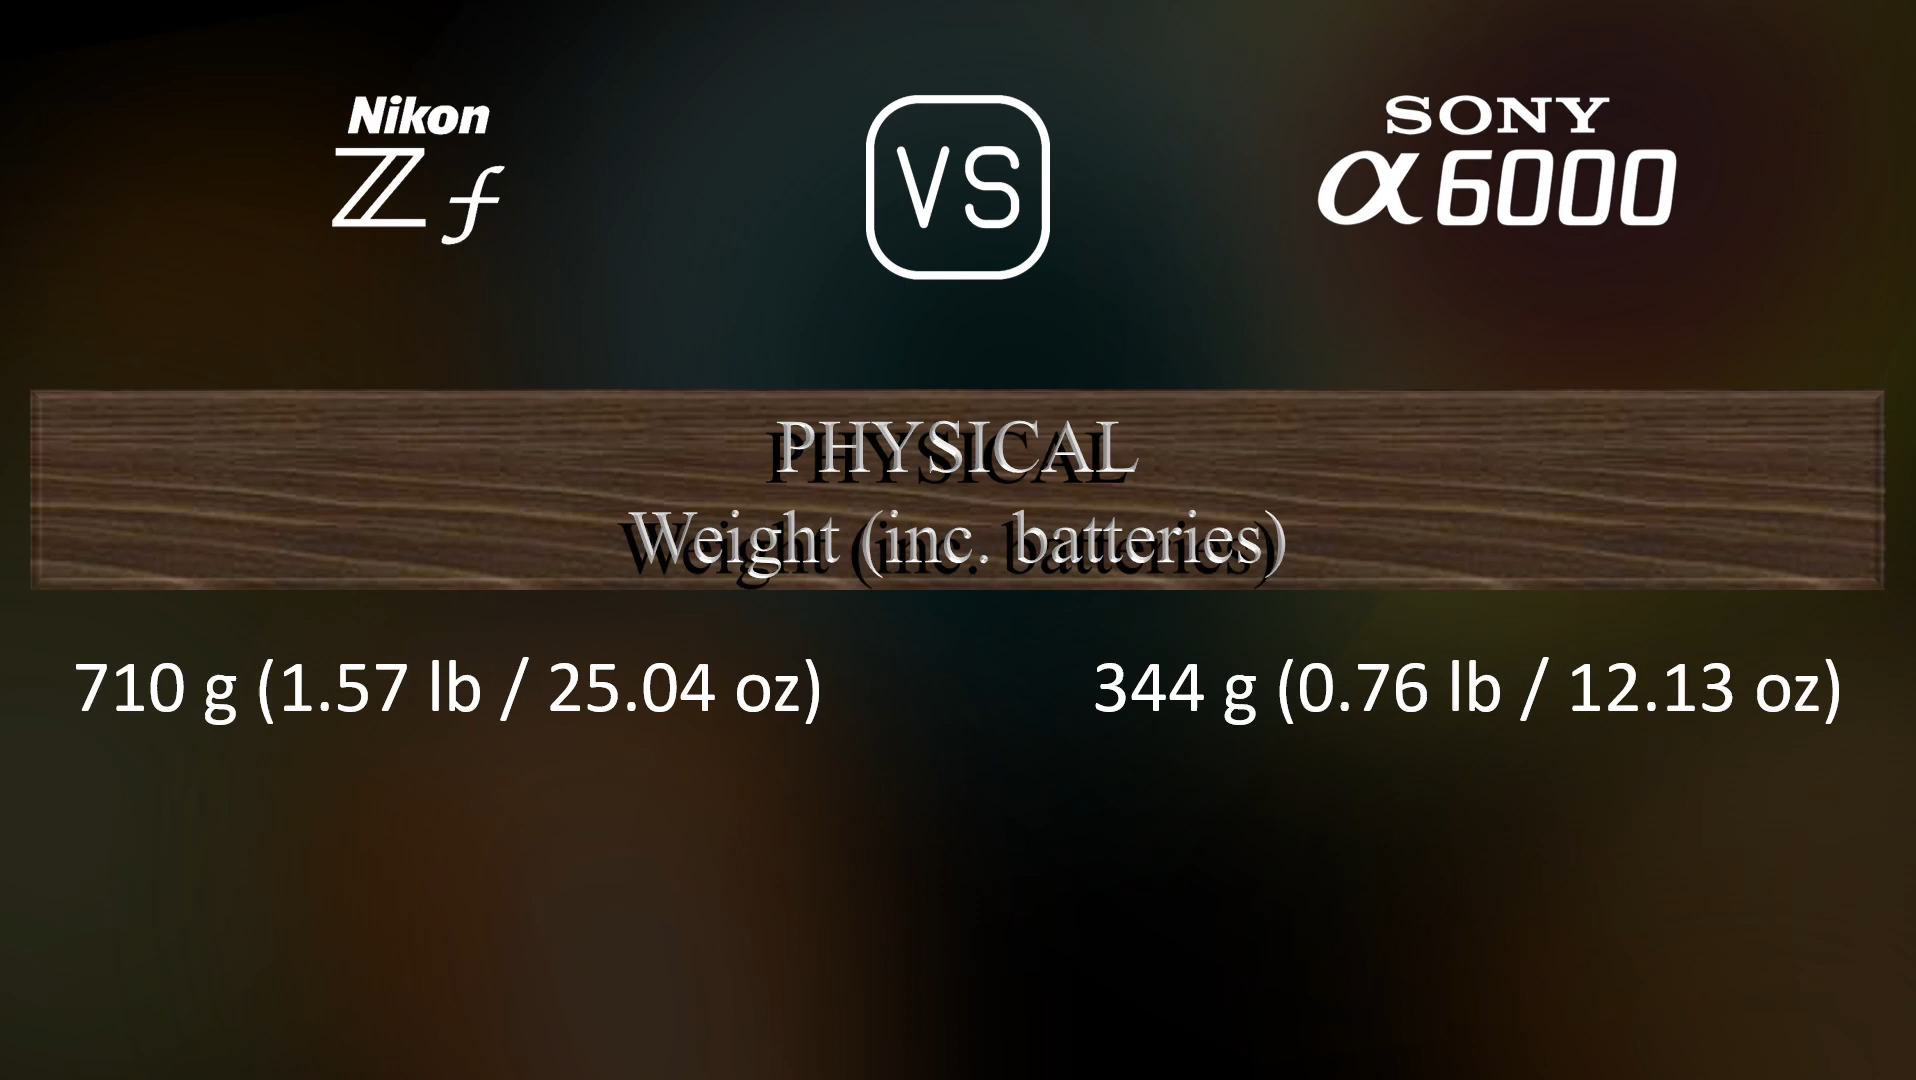 Nikon
Z f
VS
SONY
α6000
PHYSICAL
Weight (inc. batteries)
710 g (1.57 lb / 25.04 oz)
344 g (0.76 lb / 12.13 oz)